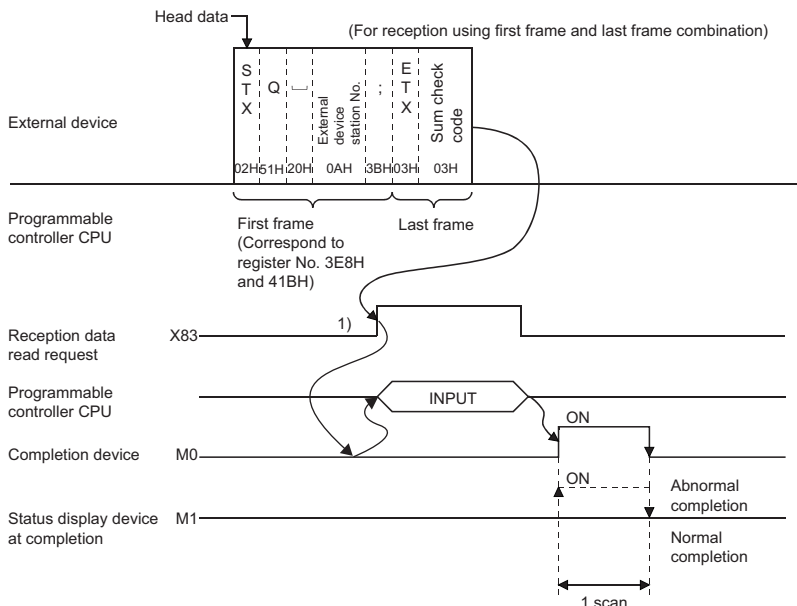 Head data
(For reception using first frame and last frame combination)
External device
S
T
X
Q
External
device
station No.
;
E
T
X
Sum check
code
02H 51H 20H 0AH 3BH 03H 03H
Programmable
controller CPU
First frame
(Correspond to
register No. 3E8H
and 41BH)
Last frame
1)
Reception data
read request
X83
Programmable
controller CPU
INPUT
ON
Completion device M0
ON
Abnormal
completion
Status display device
at completion
M1
Normal
completion
1 scan